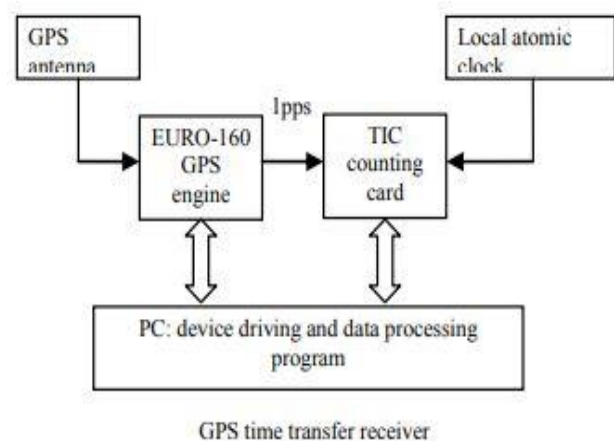 GPS
antenna
Local atomic
clock
1pps
EURO-160
GPS
engine
TIC
counting
card
PC: device driving and data processing
program
GPS time transfer receiver